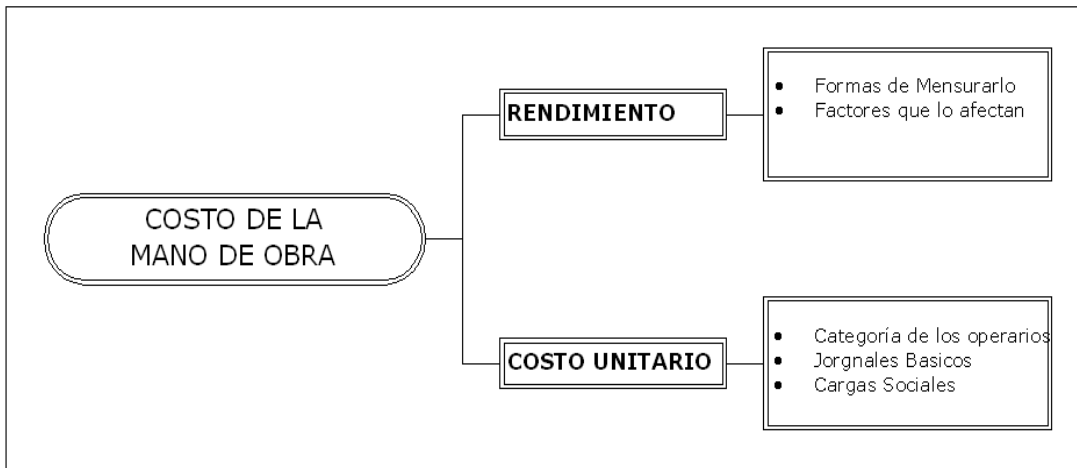 COSTO DE LA
MANO DE OBRA
RENDIMIENTO
• Formas de Mensurarlo
• Factores que lo afectan
COSTO UNITARIO
• Categoría de los operarios
• Jorgnales Basicos
• Cargas Sociales